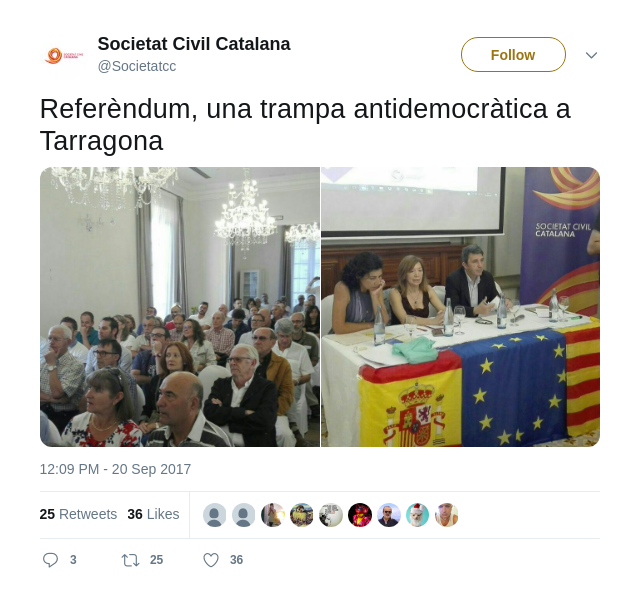 Societat Civil Catalana
@Societatcc
Follow
Referèndum, una trampa antidemocràtica a
Tarragona
SOCIETAT CIVIL
CATALANA
12:09 PM - 20 Sep 2017
25 Retweets 36 Likes
3 25 36